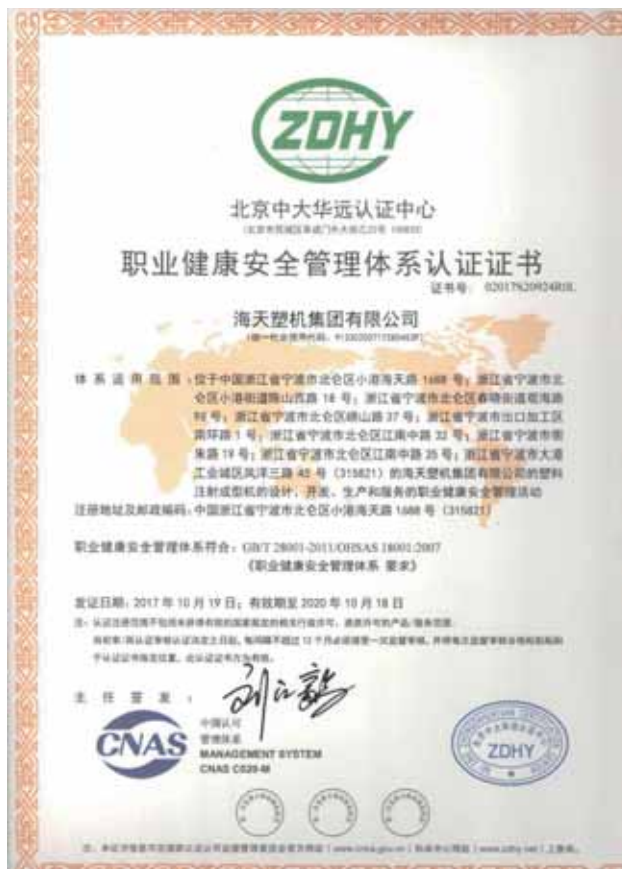 ZDHY
北京中大华远认证中心
职业健康安全管理体系认证证书
证书号: 02017S20924R0L
海天塑机集团有限公司
体系适用范围:位于中国浙江省宁波市北仑区小港海天路 1688 号;浙江省宁波市北
仑区小港街道陈山西路 18 号;浙江省宁波市北仑区春晓街道观海路
号;浙江省宁波市北仑区 山路 37 号;浙江省宁波市出口加工区
南环路 1 号;浙江省宁波市北仑区江南中路 32 号;浙江省宁波市
朱路 19 号;浙江省宁波市北仑区江南中路 35 号;浙江省宁波市大港
工业城区凤洋三路 45 号(315821)的海天塑机集团有限公司的塑料
注射成型机的设计、开发、生产和服务的职业健康安全管理活动
注册地址及邮政编码:中国浙江省宁波市北仑区小港海天路 1688 号(315821)
职业健康安全管理体系符合:GB/T 28001-2011/OHSAS 18001:2007
《职业健康安全管理体系 要求》
发证日期:2017 年 10 月 19 日;有效期至 2020 年 10 月 18 日
主任签发:
CNAS
中国认可
管理体系
MANAGEMENT SYSTEM
CNAS C020-M
ZDHY